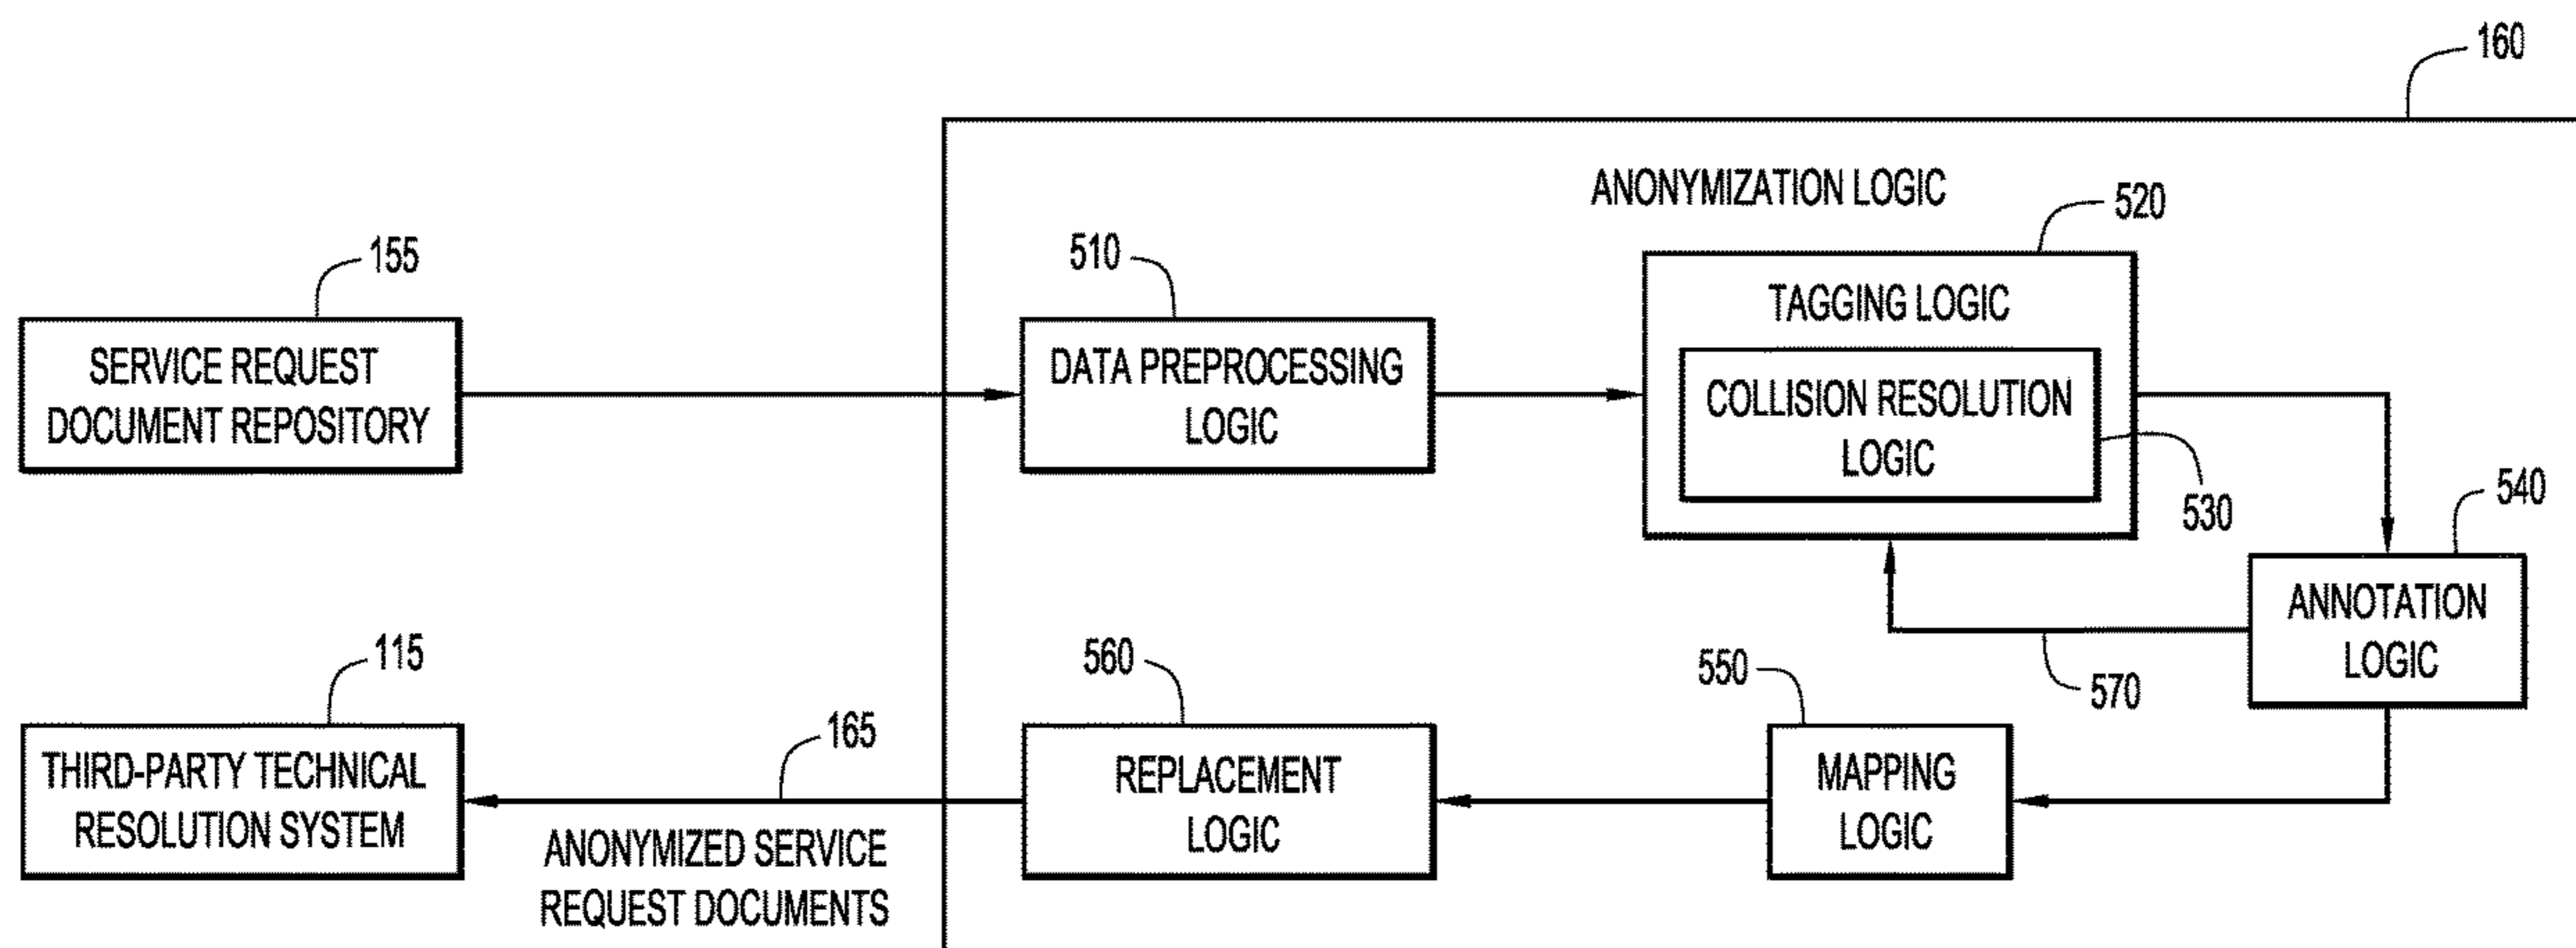 160
ANONYMIZATION LOGIC
155
SERVICE REQUEST
DOCUMENT REPOSITORY
510
DATA PREPROCESSING
LOGIC
520
TAGGING LOGIC
COLLISION RESOLUTION
LOGIC
530
540
ANNOTATION
LOGIC
570
550
MAPPING
LOGIC
560
REPLACEMENT
LOGIC
165
ANONYMIZED SERVICE
REQUEST DOCUMENTS
115
THIRD-PARTY TECHNICAL
RESOLUTION SYSTEM